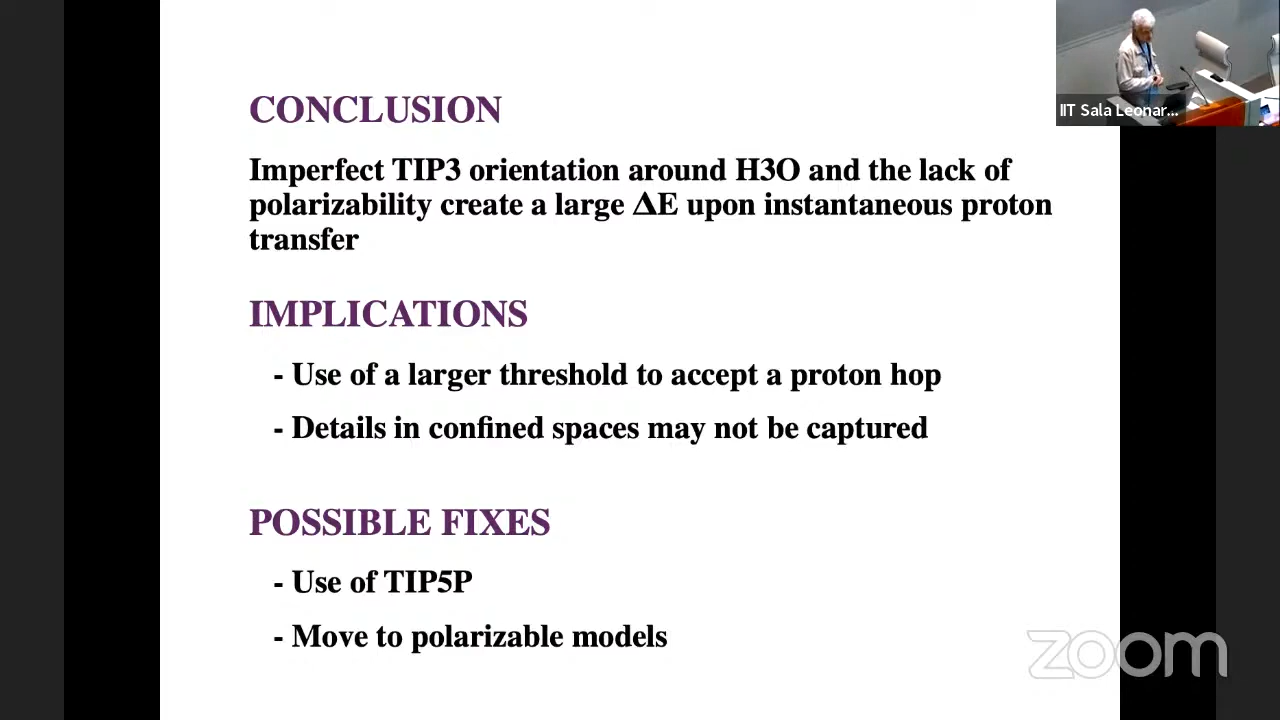 IIT Sala Leonar...
CONCLUSION
Imperfect TIP3 orientation around H3O and the lack of
polarizability create a large ΔE upon instantaneous proton
transfer
IMPLICATIONS
- Use of a larger threshold to accept a proton hop
- Details in confined spaces may not be captured
POSSIBLE FIXES
- Use of TIP5P
- Move to polarizable models
zoom